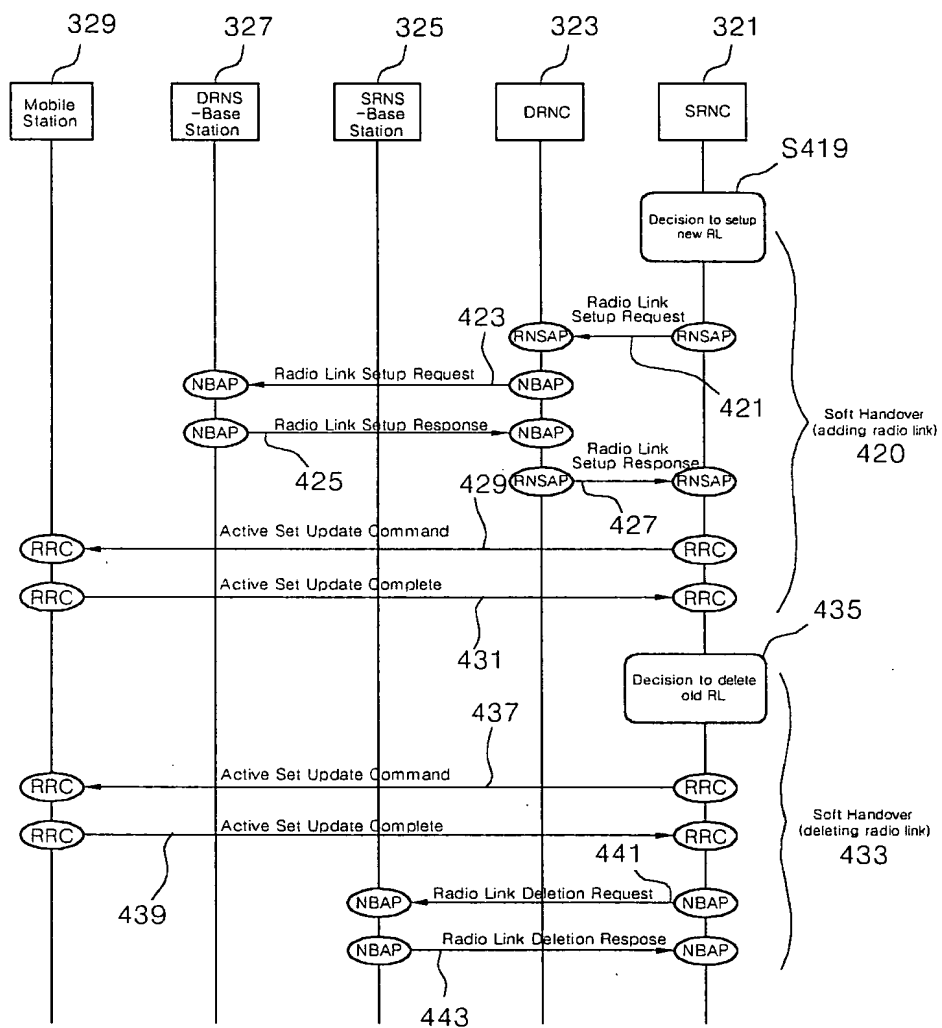 329
327
325
323
321
Mobile
Station
DRNS
-Base
Station
SRNS
-Base
Station
DRNC
SRNC
S419
Decision to setup
new RL
Radio Link
Setup Request
423
RNSAP
RNSAP
421
NBAP
Radio Link Setup Request
NBAP
NBAP
Radio Link Setup Response
NBAP
425
Soft Handover
(adding radio link)
420
Radio Link
Setup Response
429
RNSAP
RNSAP
427
Active Set Update Command
RRC
RRC
Active Set Update Complete
RRC
RRC
431
435
Decision to delete
old RL
437
Active Set Update Command
RRC
RRC
Active Set Update Complete
RRC
RRC
439
Soft Handover
(deleting radio link)
433
441
NBAP
Radio Link Deletion Request
NBAP
NBAP
Radio Link Deletion Respose
NBAP
443